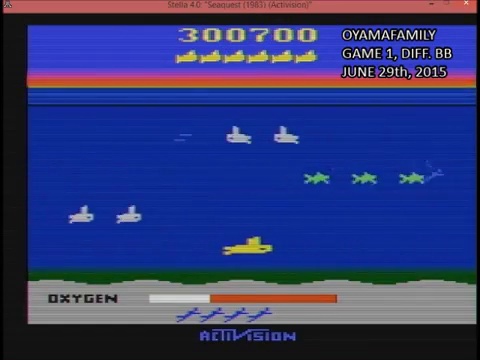 Stella 4.0: "Seaquest (1983) (Activision)"
300700
OYAMAFAMILY
GAME 1, DIFF. BB
JUNE 29th, 2015
OXYGEN
ACTIVISION